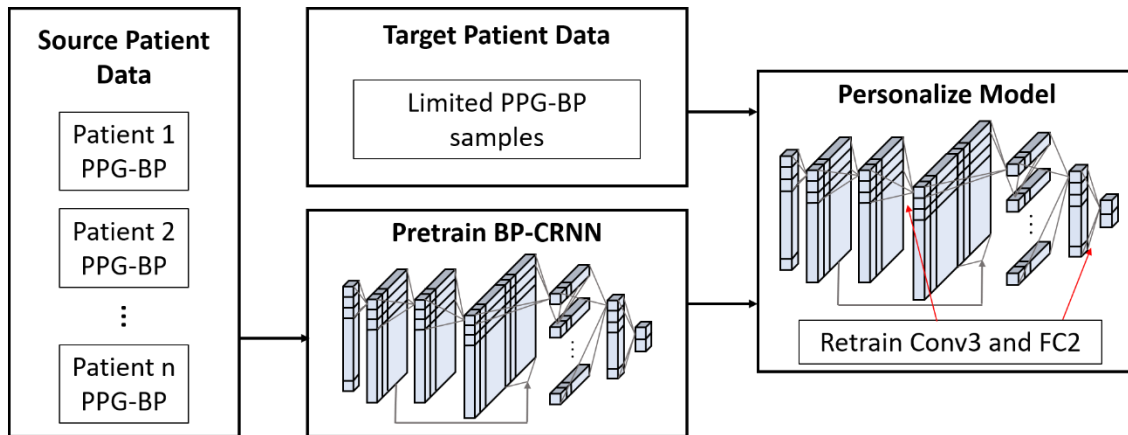 Source Patient
Data
Patient 1
PPG-BP
Patient 2
PPG-BP
⋮
Patient n
PPG-BP
Target Patient Data
Limited PPG-BP
samples
Pretrain BP-CRNN
Personalize Model
Retrain Conv3 and FC2